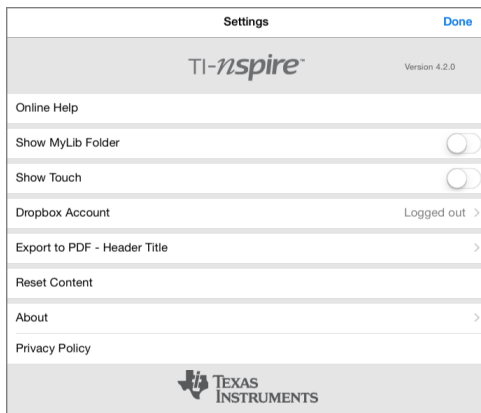 Settings Done
TI-nspire™ Version 4.2.0
Online Help
Show MyLib Folder
Show Touch
Dropbox Account Logged out >
Export to PDF - Header Title >
Reset Content
About >
Privacy Policy
TEXAS
INSTRUMENTS